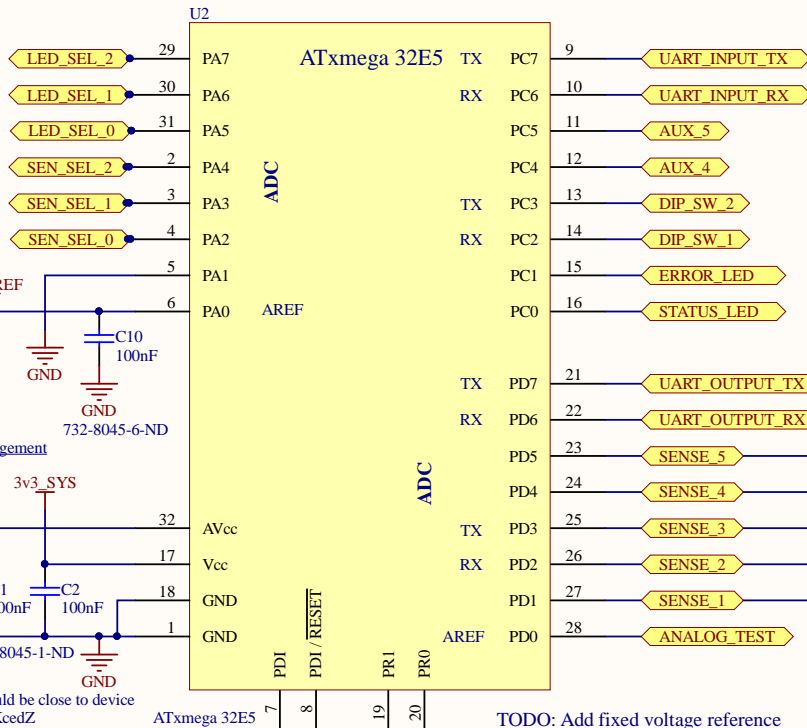 U2
ATxmega 32E5
LED_SEL_2 29 PA7 TX PC7 9 UART_INPUT_TX
LED_SEL_1 30 PA6 RX PC6 10 UART_INPUT_RX
LED_SEL_0 31 PA5 PC5 11 AUX_5
SEN_SEL_2 2 PA4 PC4 12 AUX_4
ADC
SEN_SEL_1 3 PA3 TX PC3 13 DIP_SW_2
SEN_SEL_0 4 PA2 RX PC2 14 DIP_SW_1
5 PA1 PC1 15 ERROR_LED
REF
6 PA0 AREF PC0 16 STATUS_LED
C10
100nF
GND
GND
732-8045-6-ND
TX PD7 21 UART_OUTPUT_TX
RX PD6 22 UART_OUTPUT_RX
gement
PD5 23 SENSE_5
3v3_SYS
ADC
PD4 24 SENSE_4
32 AVcc TX PD3 25 SENSE_3
17 Vcc RX PD2 26 SENSE_2
1 C2
00nF 100nF
18 GND PD1 27 SENSE_1
1 GND AREF PD0 28 ANALOG_TEST
8045-1-ND
GND
PDI PDI / RESET PR1 PR0
7 8 19 20
uld be close to device
KcedZ
ATxmega 32E5
TODO: Add fixed voltage reference